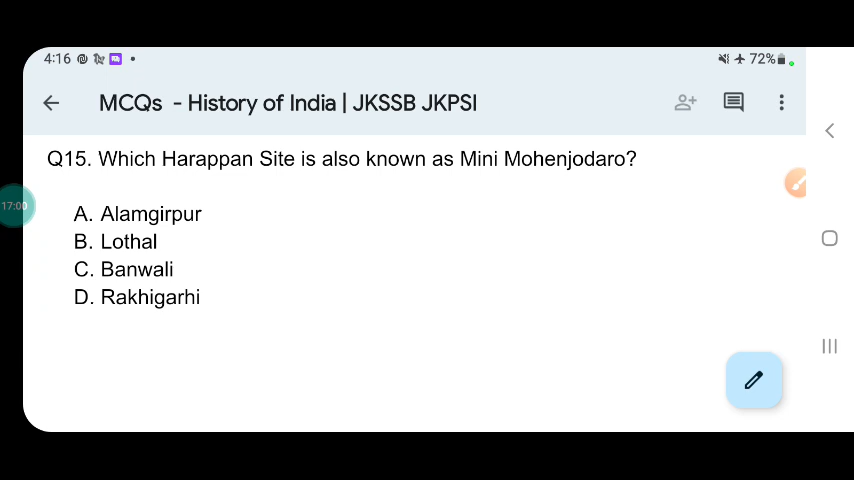 4:16 72%
MCQs - History of India | JKSSB JKPSI
Q15. Which Harappan Site is also known as Mini Mohenjodaro?
17:00
A. Alamgirpur
B. Lothal
C. Banwali
D. Rakhigarhi